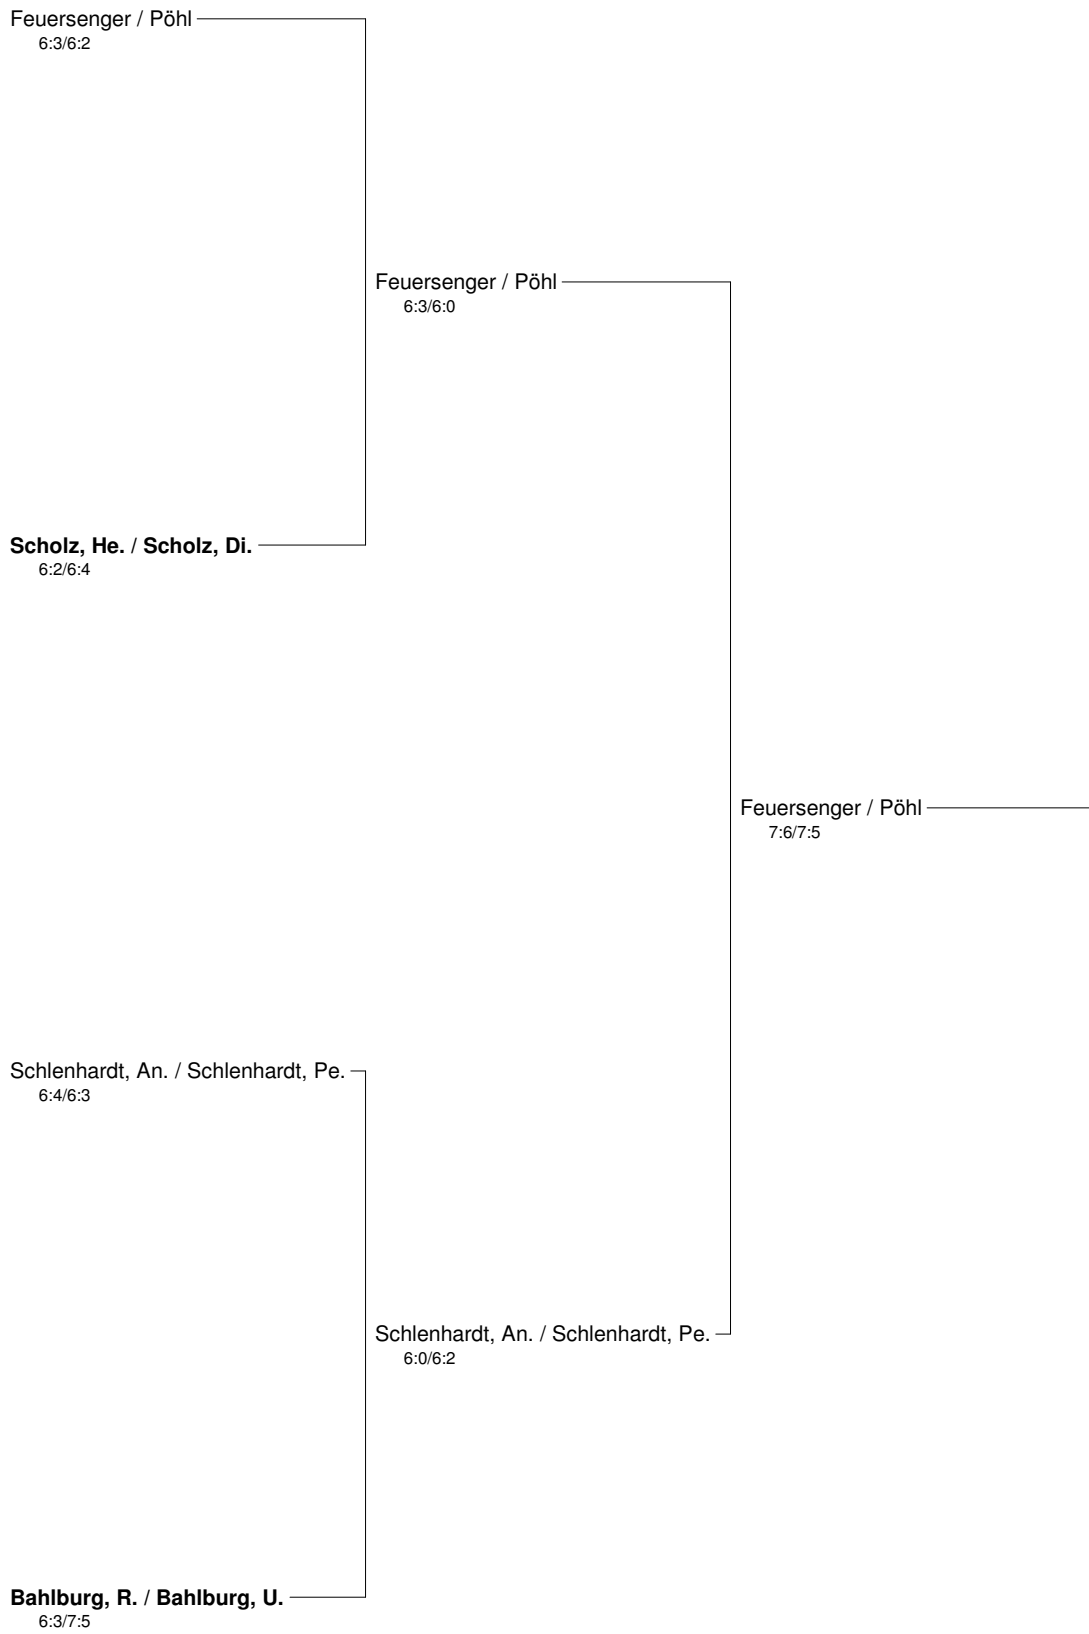 Feuersenger / Pöhl
6:3/6:2
Feuersenger / Pöhl
6:3/6:0
Scholz, He. / Scholz, Di.
6:2/6:4
Feuersenger / Pöhl
7:6/7:5
Schlenhardt, An. / Schlenhardt, Pe.
6:4/6:3
Schlenhardt, An. / Schlenhardt, Pe.
6:0/6:2
Bahlburg, R. / Bahlburg, U.
6:3/7:5